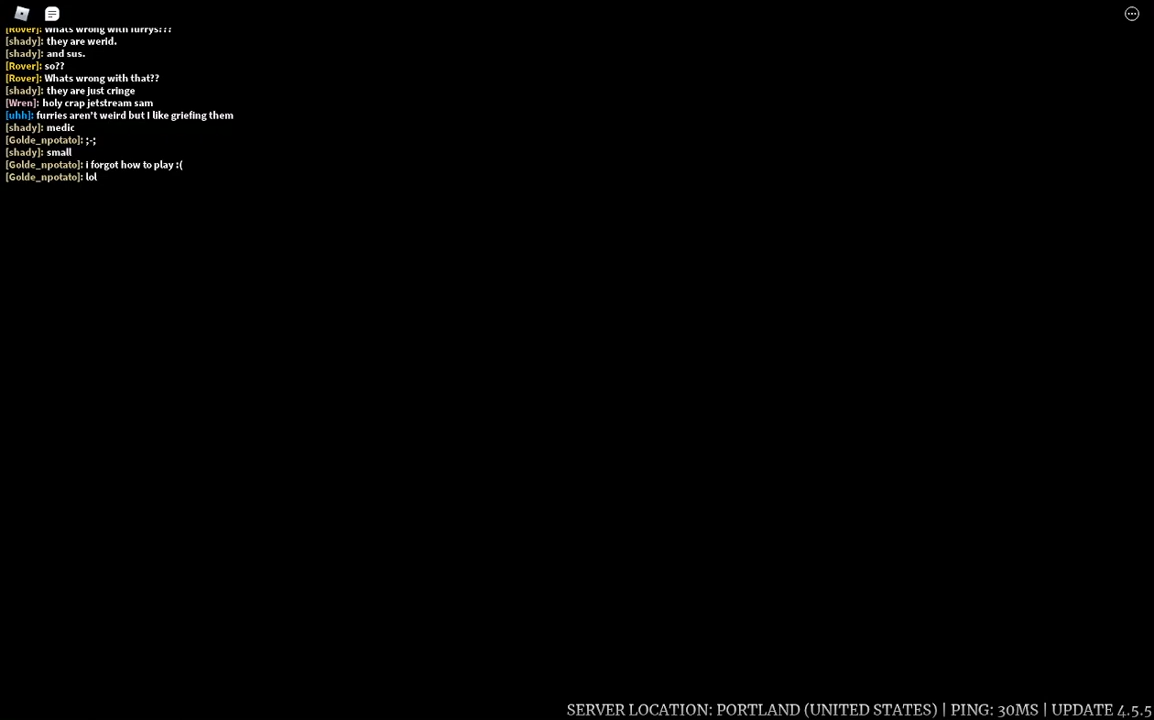 [Rover]: Whats wrong with furrys???
[shady]: they are werid.
[shady]: and sus.
[Rover]: so??
[Rover]: Whats wrong with that??
[shady]: they are just cringe
[Wren]: holy crap jetstream sam
[uhh]: furries aren't weird but I like griefing them
[shady]: medic
[Golde_npotato]: ;-;
[shady]: small
[Golde_npotato]: i forgot how to play :(
[Golde_npotato]: lol
SERVER LOCATION: PORTLAND (UNITED STATES) | PING: 30MS | UPDATE 4.5.5